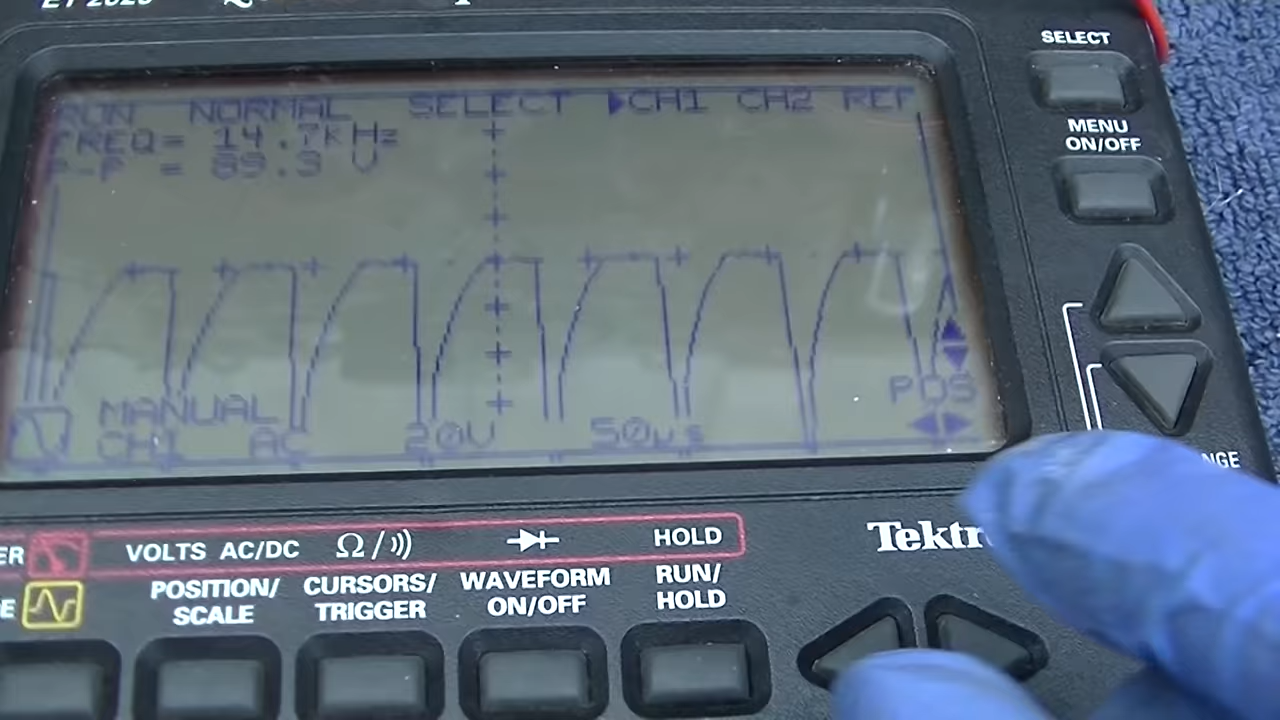 SELECT
RUN NORMAL SELECT CH1 CH2 REF
FREQ= 14.7kHz
P-P = 89.3 V
MENU
ON/OFF
POS
MANUAL
CH1 AC 20V 50µs
VOLTS AC/DC Ω/ HOLD
POSITION/
SCALE
CURSORS/
TRIGGER
WAVEFORM
ON/OFF
RUN/
HOLD